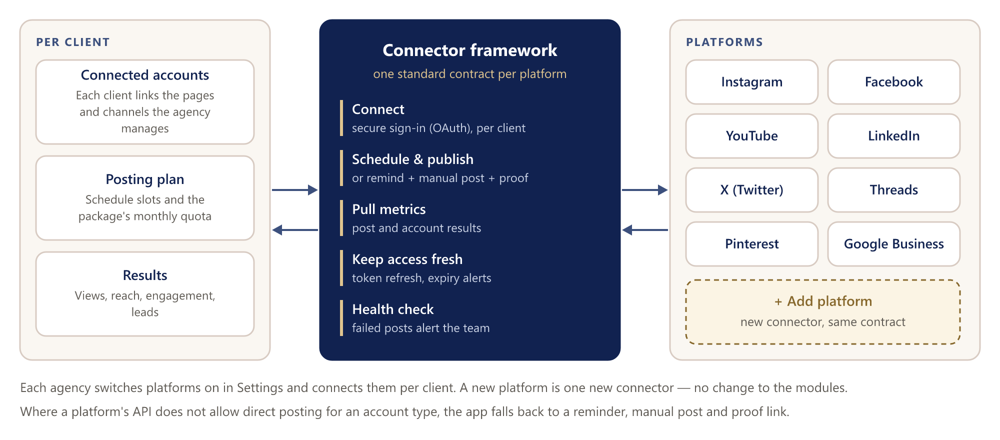 PER CLIENT
Connected accounts
Each client links the pages
and channels the agency
manages
Posting plan
Schedule slots and the
package's monthly quota
Results
Views, reach, engagement,
leads
Connector framework
one standard contract per platform
Connect
secure sign-in (OAuth), per client
Schedule & publish
or remind + manual post + proof
Pull metrics
post and account results
Keep access fresh
token refresh, expiry alerts
Health check
failed posts alert the team
PLATFORMS
Instagram
Facebook
YouTube
LinkedIn
X (Twitter)
Threads
Pinterest
Google Business
+ Add platform
new connector, same contract
Each agency switches platforms on in Settings and connects them per client. A new platform is one new connector — no change to the modules.
Where a platform's API does not allow direct posting for an account type, the app falls back to a reminder, manual post and proof link.